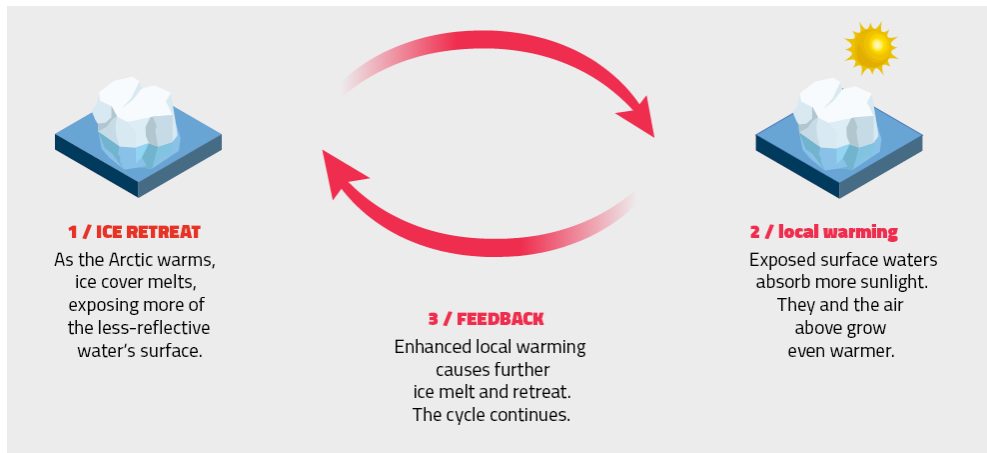 1 / ICE RETREAT
As the Arctic warms,
ice cover melts,
exposing more of
the less-reflective
water's surface.
2 / local warming
Exposed surface waters
absorb more sunlight.
They and the air
above grow
even warmer.
3 / FEEDBACK
Enhanced local warming
causes further
ice melt and retreat.
The cycle continues.